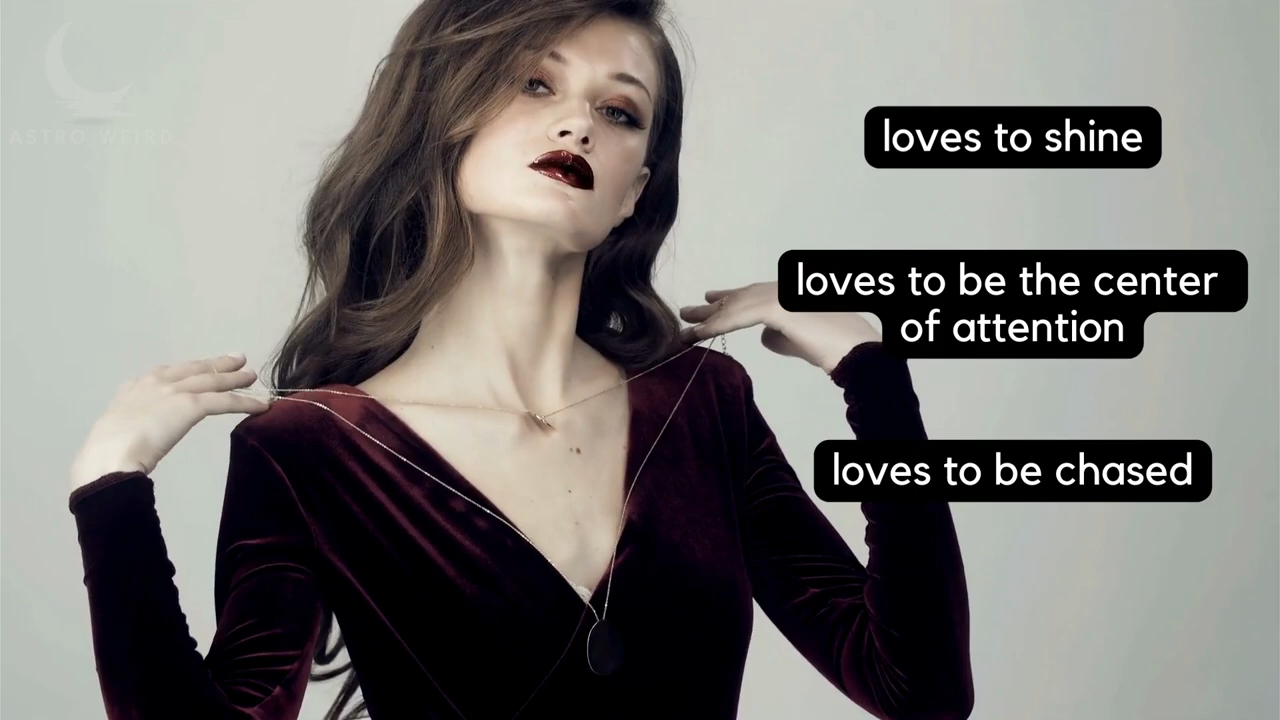 ASTRO WEIRD
loves to shine
loves to be the center
of attention
loves to be chased